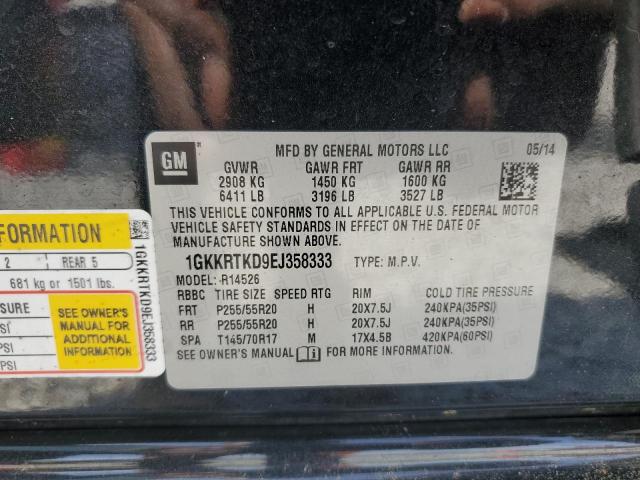 GM
MFD BY GENERAL MOTORS LLC 05/14
GVWR GAWR FRT GAWR RR
2908 KG 1450 KG 1600 KG
6411 LB 3196 LB 3527 LB
THIS VEHICLE CONFORMS TO ALL APPLICABLE U.S. FEDERAL MOTOR
VEHICLE SAFETY STANDARDS IN EFFECT ON THE DATE OF
MANUFACTURE SHOWN ABOVE.
1GKKRTKD9EJ358333 TYPE: M.P.V.
MODEL: R14526
RBBC TIRE SIZE SPEED RTG RIM COLD TIRE PRESSURE
FRT P255/55R20 H 20X7.5J 240KPA(35PSI)
RR P255/55R20 H 20X7.5J 240KPA(35PSI)
SPA T145/70R17 M 17X4.5B 420KPA(60PSI)
SEE OWNER'S MANUAL FOR MORE INFORMATION.
FORMATION
2 REAR 5
681 kg or 1501 lbs.
SSURE
SI
PSI
PSI
SEE OWNER'S
MANUAL FOR
ADDITIONAL
INFORMATION
1GKKRTKD9EJ358333